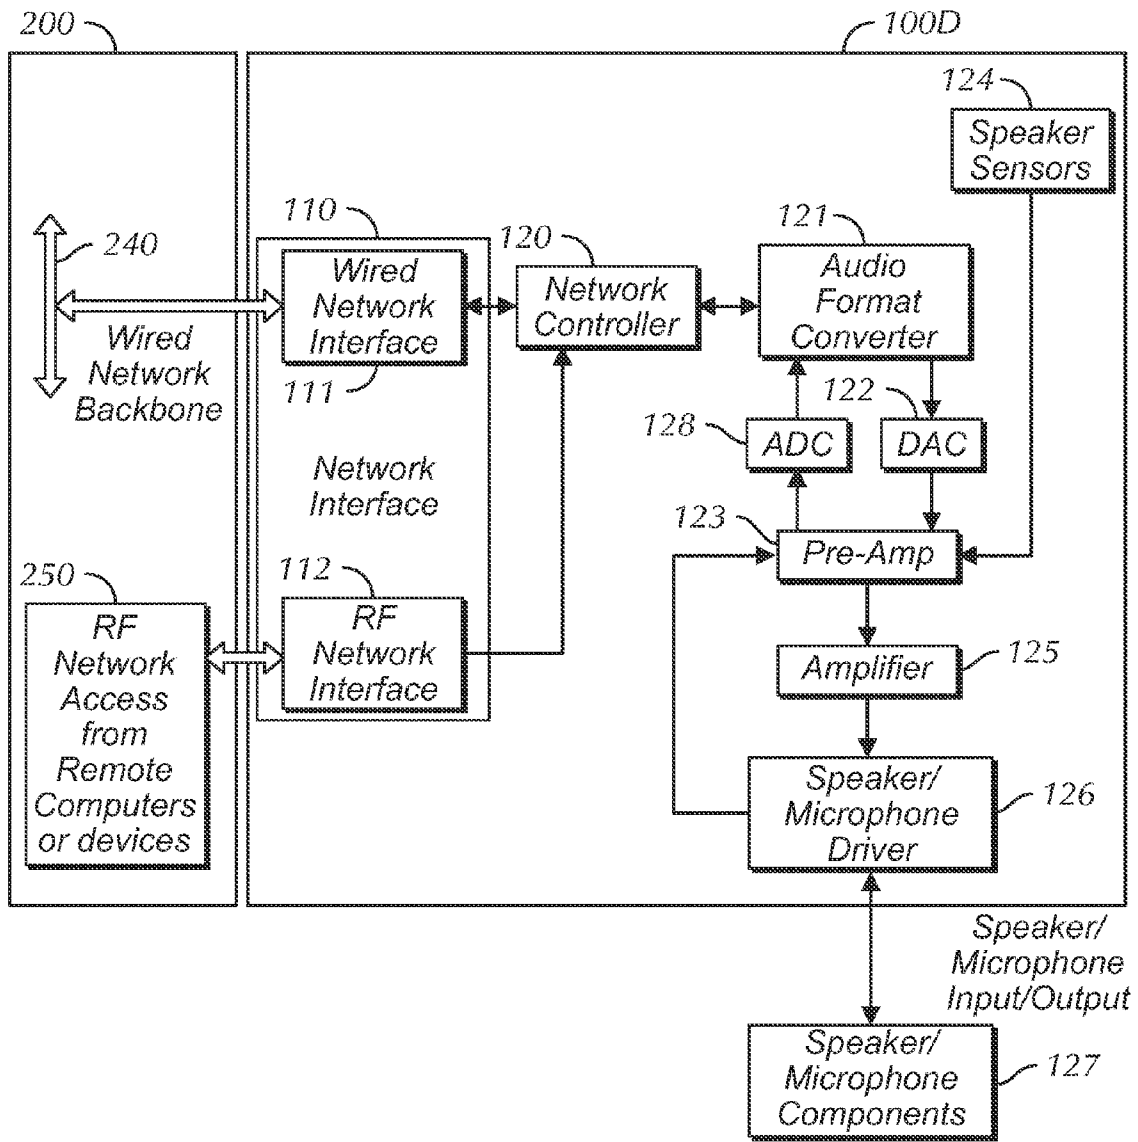 200
100D
124
Speaker
Sensors
110
120
121
240
Wired
Network
Interface
111
Network
Controller
Audio
Format
Converter
Wired
Network
Backbone
122
128
ADC
DAC
Network
Interface
123
Pre-Amp
250
RF
Network
Access
from
Remote
Computers
or devices
112
RF
Network
Interface
Amplifier
125
Speaker/
Microphone
Driver
126
Speaker/
Microphone
Input/Output
Speaker/
Microphone
Components
127